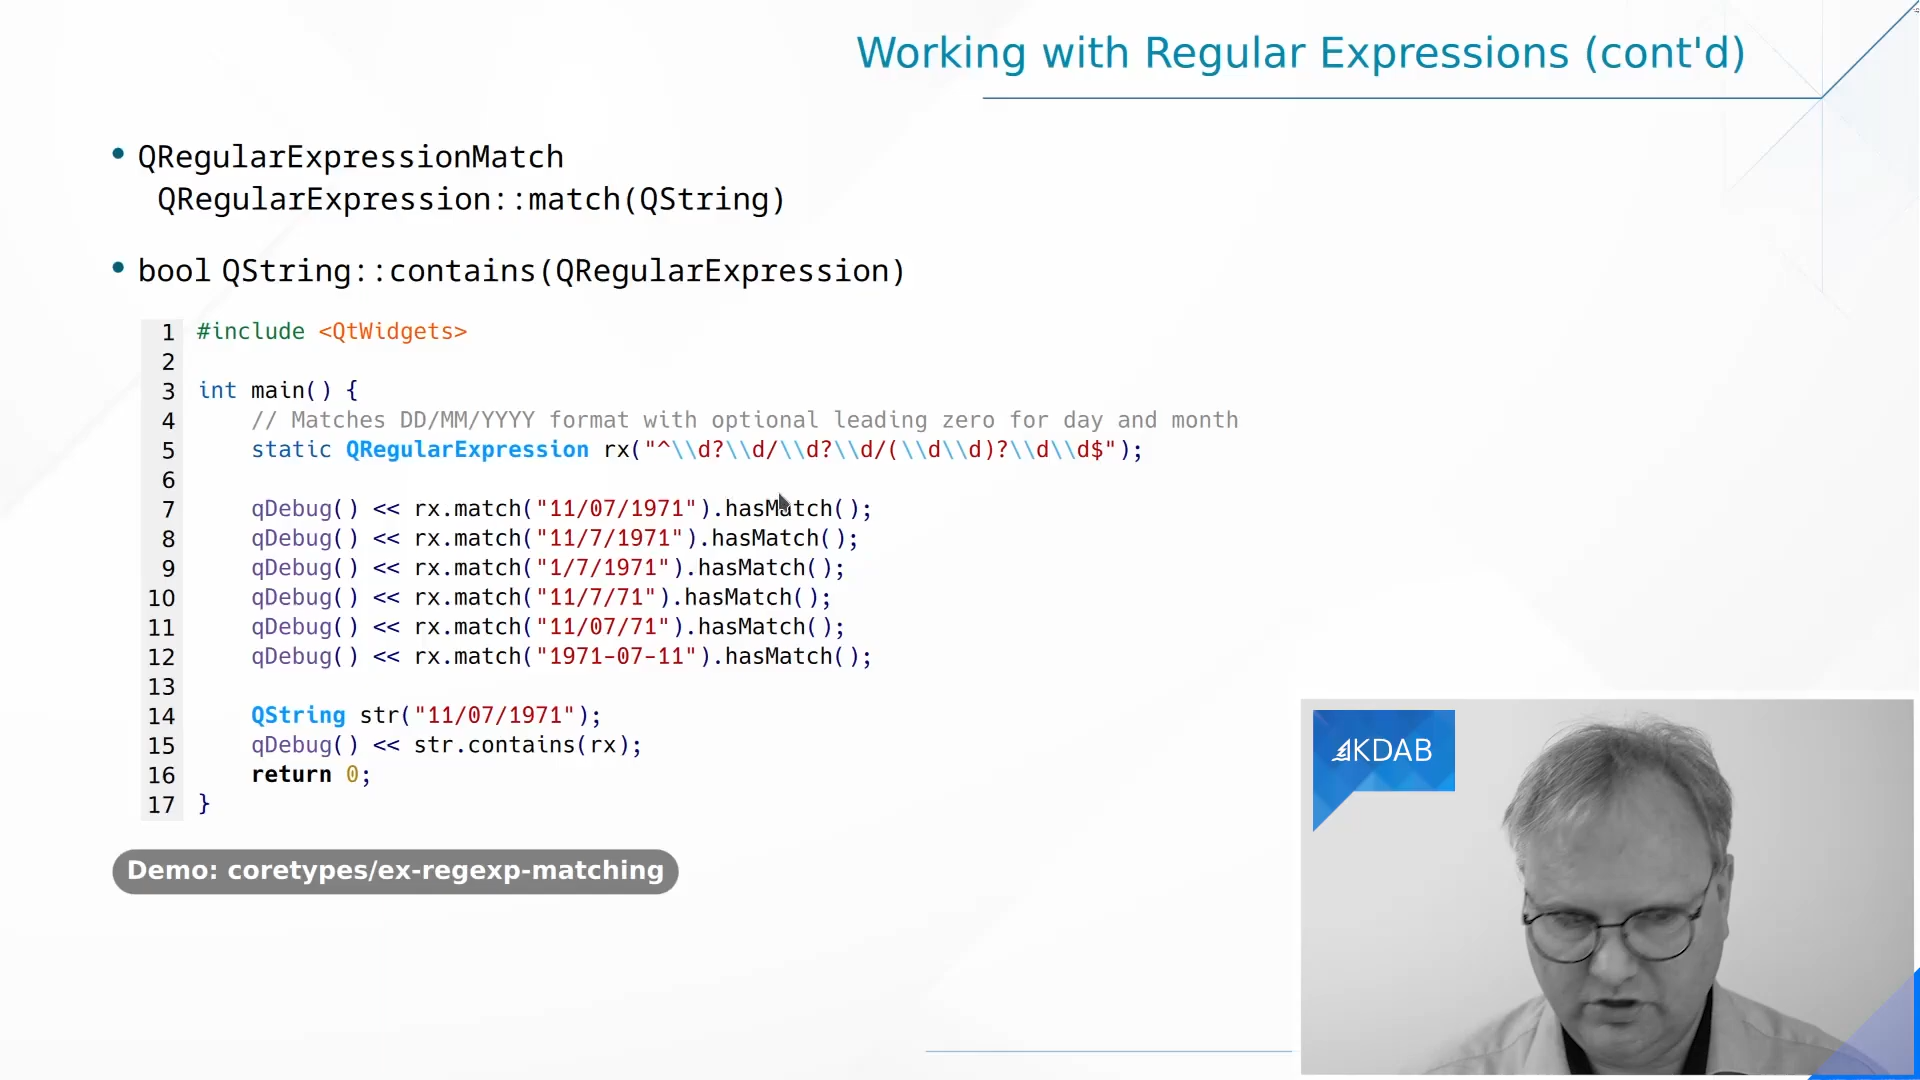 Working with Regular Expressions (cont'd)
• QRegularExpressionMatch
QRegularExpression::match(QString)
• bool QString::contains(QRegularExpression)
1 #include <QtWidgets>
2
3 int main() {
4     // Matches DD/MM/YYYY format with optional leading zero for day and month
5     static QRegularExpression rx("^\\d?\\d/\\d?\\d/(\\d\\d)?\\d\\d$");
6
7     qDebug() << rx.match("11/07/1971").hasMatch();
8     qDebug() << rx.match("11/7/1971").hasMatch();
9     qDebug() << rx.match("1/7/1971").hasMatch();
10     qDebug() << rx.match("11/7/71").hasMatch();
11     qDebug() << rx.match("11/07/71").hasMatch();
12     qDebug() << rx.match("1971-07-11").hasMatch();
13
14     QString str("11/07/1971");
15     qDebug() << str.contains(rx);
16     return 0;
17 }
Demo: coretypes/ex-regexp-matching
KDAB